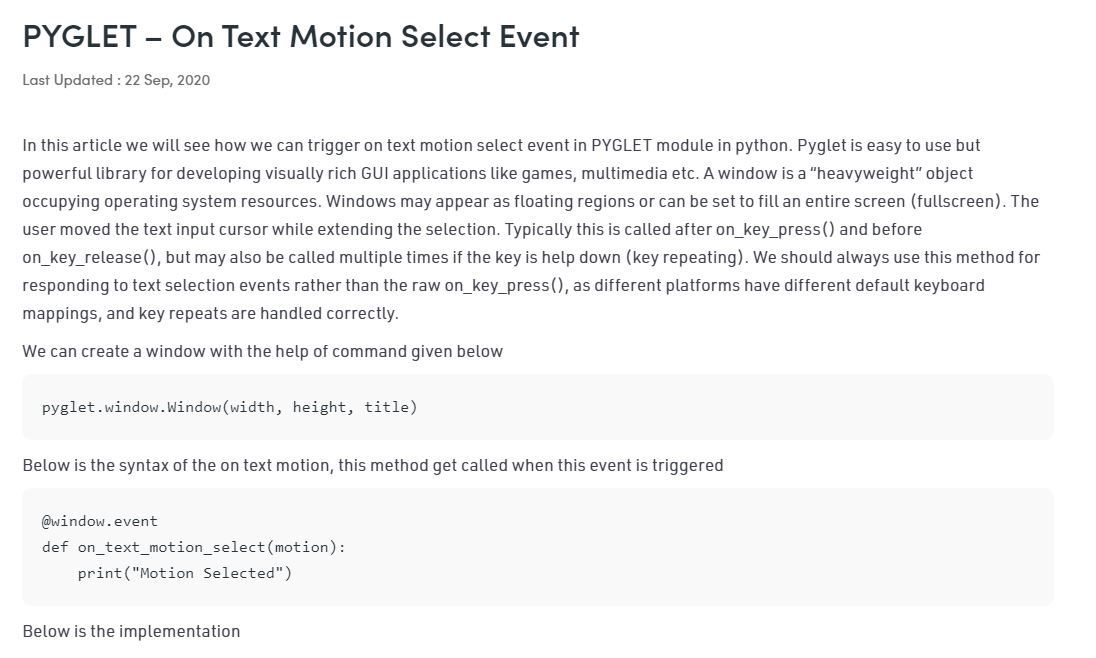 PYGLET – On Text Motion Select Event
Last Updated : 22 Sep, 2020
In this article we will see how we can trigger on text motion select event in PYGLET module in python. Pyglet is easy to use but
powerful library for developing visually rich GUI applications like games, multimedia etc. A window is a “heavyweight” object
occupying operating system resources. Windows may appear as floating regions or can be set to fill an entire screen (fullscreen). The
user moved the text input cursor while extending the selection. Typically this is called after on_key_press() and before
on_key_release(), but may also be called multiple times if the key is help down (key repeating). We should always use this method for
responding to text selection events rather than the raw on_key_press(), as different platforms have different default keyboard
mappings, and key repeats are handled correctly.
We can create a window with the help of command given below
pyglet.window.Window(width, height, title)
Below is the syntax of the on text motion, this method get called when this event is triggered
@window.event
def on_text_motion_select(motion):
    print("Motion Selected")
Below is the implementation